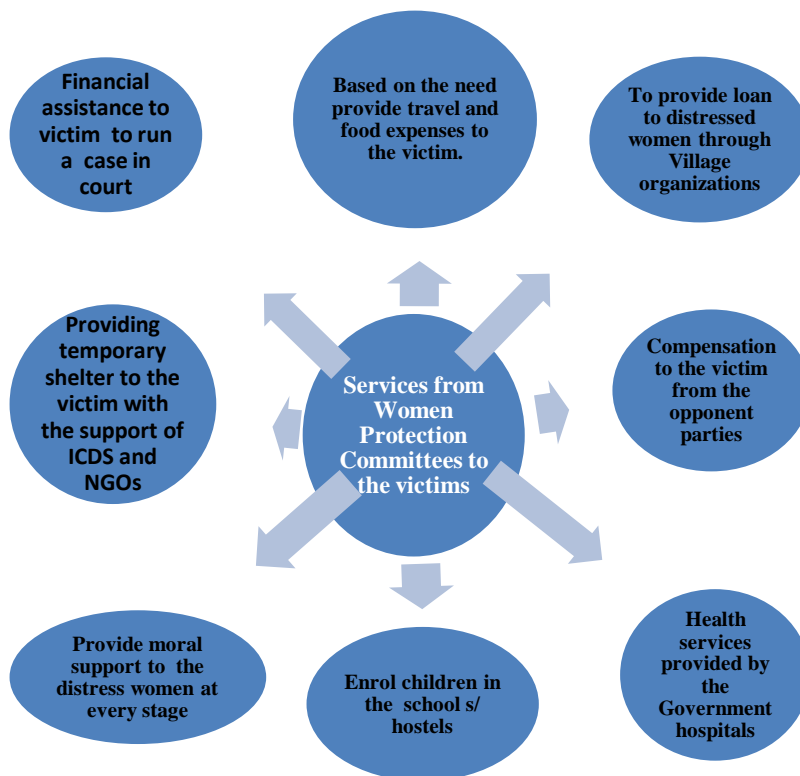 Financial
assistance to
victim to run
a case in
court
Based on the need
provide travel and
food expenses to
the victim.
To provide loan
to distressed
women through
Village
organizations
Providing
temporary
shelter to the
victim with
the support of
ICDS and
NGOs
Services from
Women
Protection
Committees to
the victims
Compensation
to the victim
from the
opponent
parties
Provide moral
support to the
distress women at
every stage
Enrol children in
the school s/
hostels
Health
services
provided by
the
Government
hospitals